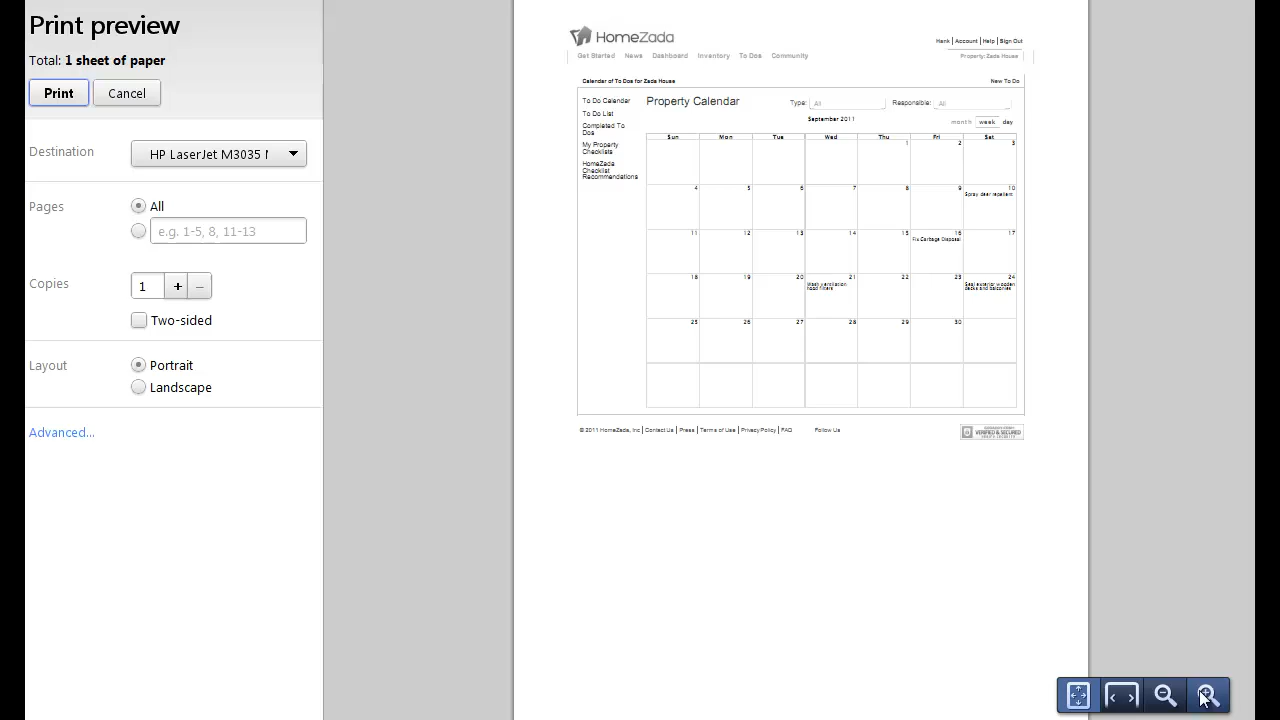 Print preview
Total: 1 sheet of paper
Print Cancel
Destination HP LaserJet M3035
Pages All
e.g. 1-5, 8, 11-13
Copies 1 + –
Two-sided
Layout Portrait
Landscape
Advanced...
HomeZada
Hank | Account | Help | Sign Out
Get Started News Dashboard Inventory To Dos Community
Property: Zada House
Calendar of To Dos for Zada House New To Do
To Do Calendar
To Do List
Completed To
Dos
My Property
Checklists
HomeZada
Checklist
Recommendations
Property Calendar Type: All Responsible: All
September 2011 month week day
Sun Mon Tue Wed Thu Fri Sat
1 2 3
4 5 6 7 8 9 10
Spray deer repellent
11 12 13 14 15 16 17
Fix Garbage Disposal
18 19 20 21 22 23 24
Wash ventilation
hood filters
Seal exterior wooden
decks and balconies
25 26 27 28 29 30
© 2011 HomeZada, Inc | Contact Us | Press | Terms of Use | Privacy Policy | FAQ Follow Us
VERIFIED & SECURED